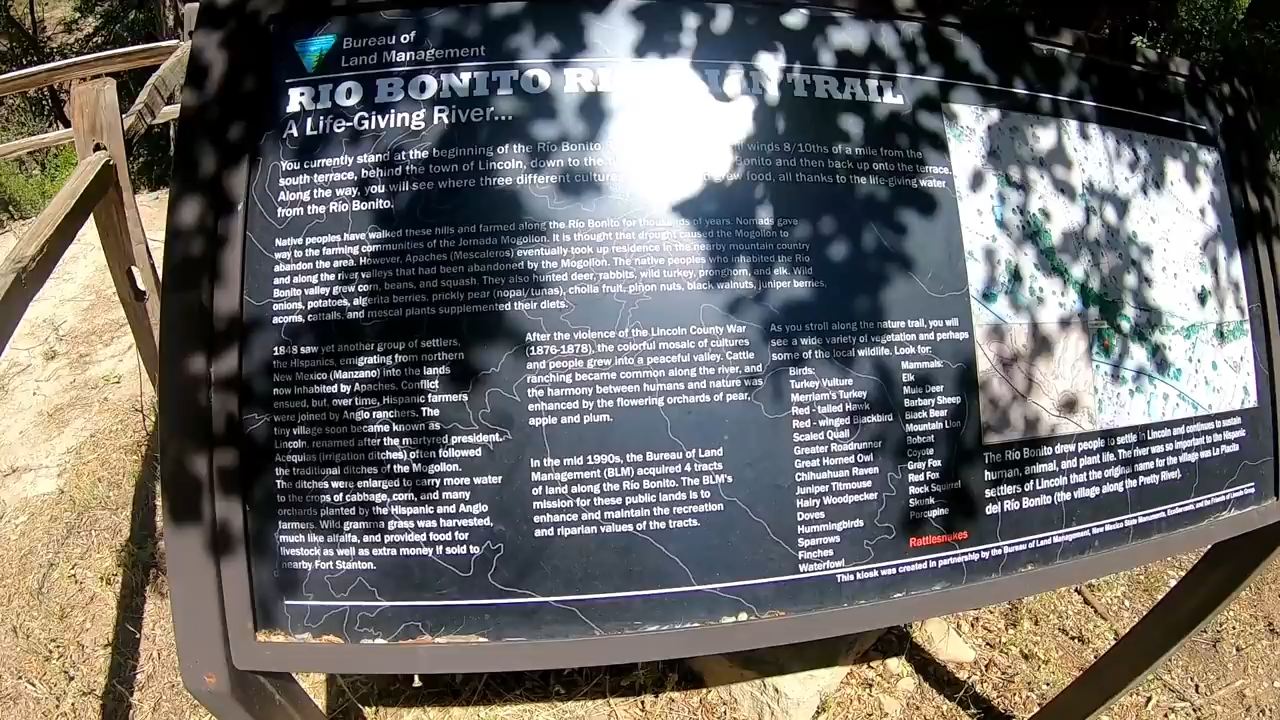 Bureau of
Land Management
RIO BONITO RI IAN TRAIL
A Life-Giving River...
You currently stand at the beginning of the Río Bonito winds 8/10ths of a mile from the
south terrace, behind the town of Lincoln, down to the Bonito and then back up onto the terrace.
Along the way, you will see where three different culture grew food, all thanks to the life-giving water
from the Río Bonito.
Native peoples have walked these hills and farmed along the Río Bonito for thousands of years. Nomads gave
way to the farming communities of the Jornada Mogollon. It is thought that drought caused the Mogollon to
abandon the area. However, Apaches (Mescaleros) eventually took up residence in the nearby mountain country
and along the river valleys that had been abandoned by the Mogollon. The native peoples who inhabited the Rio
Bonito valley grew corn, beans, and squash. They also hunted deer, rabbits, wild turkey, pronghorn, and elk. Wild
onions, potatoes, algerita berries, prickly pear (nopal/tunas), cholla fruit, piñon nuts, black walnuts, juniper berries,
acorns, cattails, and mescal plants supplemented their diets.
1848 saw yet another group of settlers,
the Hispanics, emigrating from northern
New Mexico (Manzano) into the lands
now inhabited by Apaches. Conflict
ensued, but, over time, Hispanic farmers
were joined by Anglo ranchers. The
tiny village soon became known as
Lincoln, renamed after the martyred president.
Acequias (irrigation ditches) often followed
the traditional ditches of the Mogollon.
The ditches were enlarged to carry more water
to the crops of cabbage, corn, and many
orchards planted by the Hispanic and Anglo
farmers. Wild gramma grass was harvested,
much like alfalfa, and provided food for
livestock as well as extra money if sold to
nearby Fort Stanton.
After the violence of the Lincoln County War
(1876-1878), the colorful mosaic of cultures
and people grew into a peaceful valley. Cattle
ranching became common along the river, and
the harmony between humans and nature was
enhanced by the flowering orchards of pear,
apple and plum.
In the mid 1990s, the Bureau of Land
Management (BLM) acquired 4 tracts
of land along the Río Bonito. The BLM's
mission for these public lands is to
enhance and maintain the recreation
and riparian values of the tracts.
As you stroll along the nature trail, you will
see a wide variety of vegetation and perhaps
some of the local wildlife. Look for:
Birds:
Turkey Vulture
Merriam's Turkey
Red - tailed Hawk
Red - winged Blackbird
Scaled Quail
Greater Roadrunner
Great Horned Owl
Chihuahuan Raven
Juniper Titmouse
Hairy Woodpecker
Doves
Hummingbirds
Sparrows
Finches
Waterfowl
Mammals:
Elk
Mule Deer
Barbary Sheep
Black Bear
Mountain Lion
Bobcat
Coyote
Gray Fox
Red Fox
Rock Squirrel
Skunk
Porcupine
Rattlesnakes
The Río Bonito drew people to settle in Lincoln and continues to sustain
human, animal, and plant life. The river was so important to the Hispanic
settlers of Lincoln that the original name for the village was La Placita
del Río Bonito (the village along the Pretty River).
This kiosk was created in partnership by the Bureau of Land Management, New Mexico State Monuments, EcoServants, and the Friends of Lincoln Group.